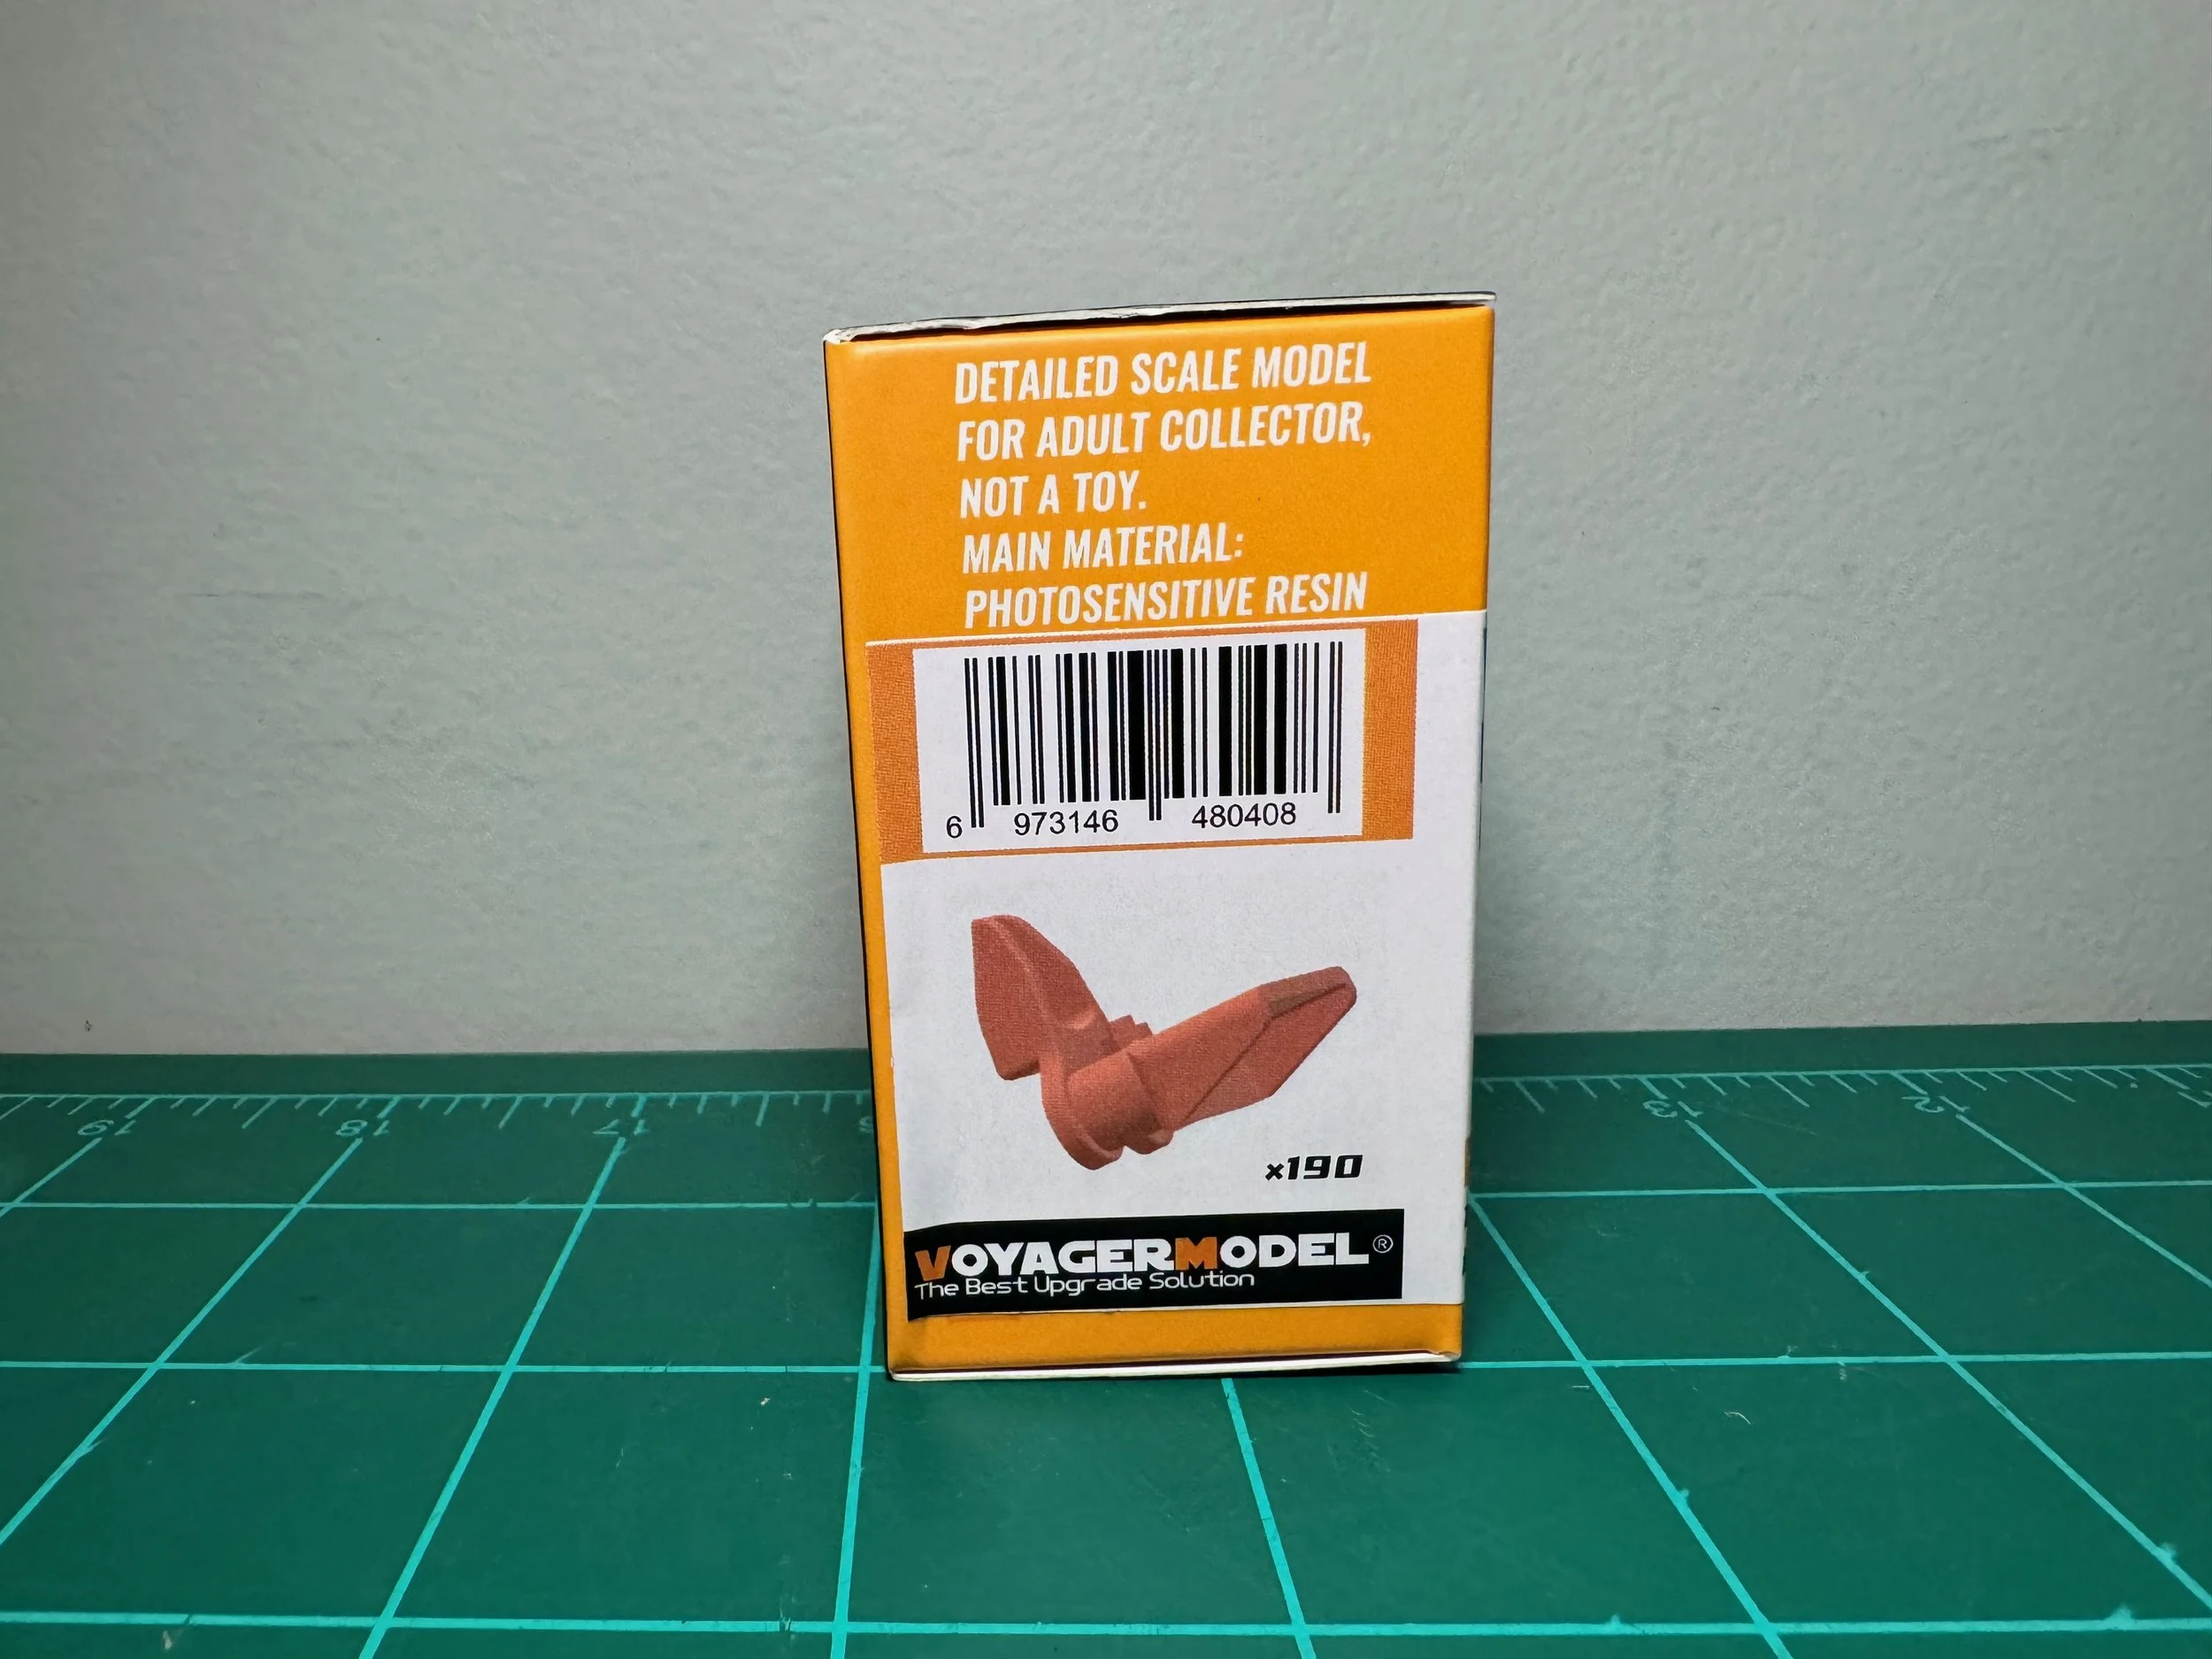 DETAILED SCALE MODEL
FOR ADULT COLLECTOR,
NOT A TOY.
MAIN MATERIAL:
PHOTOSENSITIVE RESIN
6 973146 480408
x190
VOYAGERMODEL®
The Best Upgrade Solution
19 18 17 13 12